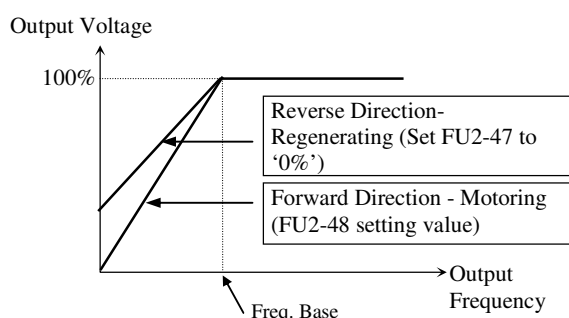 Output Voltage
100%
Reverse Direction-
Regenerating (Set FU2-47 to
‘0%’)
Forward Direction - Motoring
(FU2-48 setting value)
Output
Frequency
Freq. Base